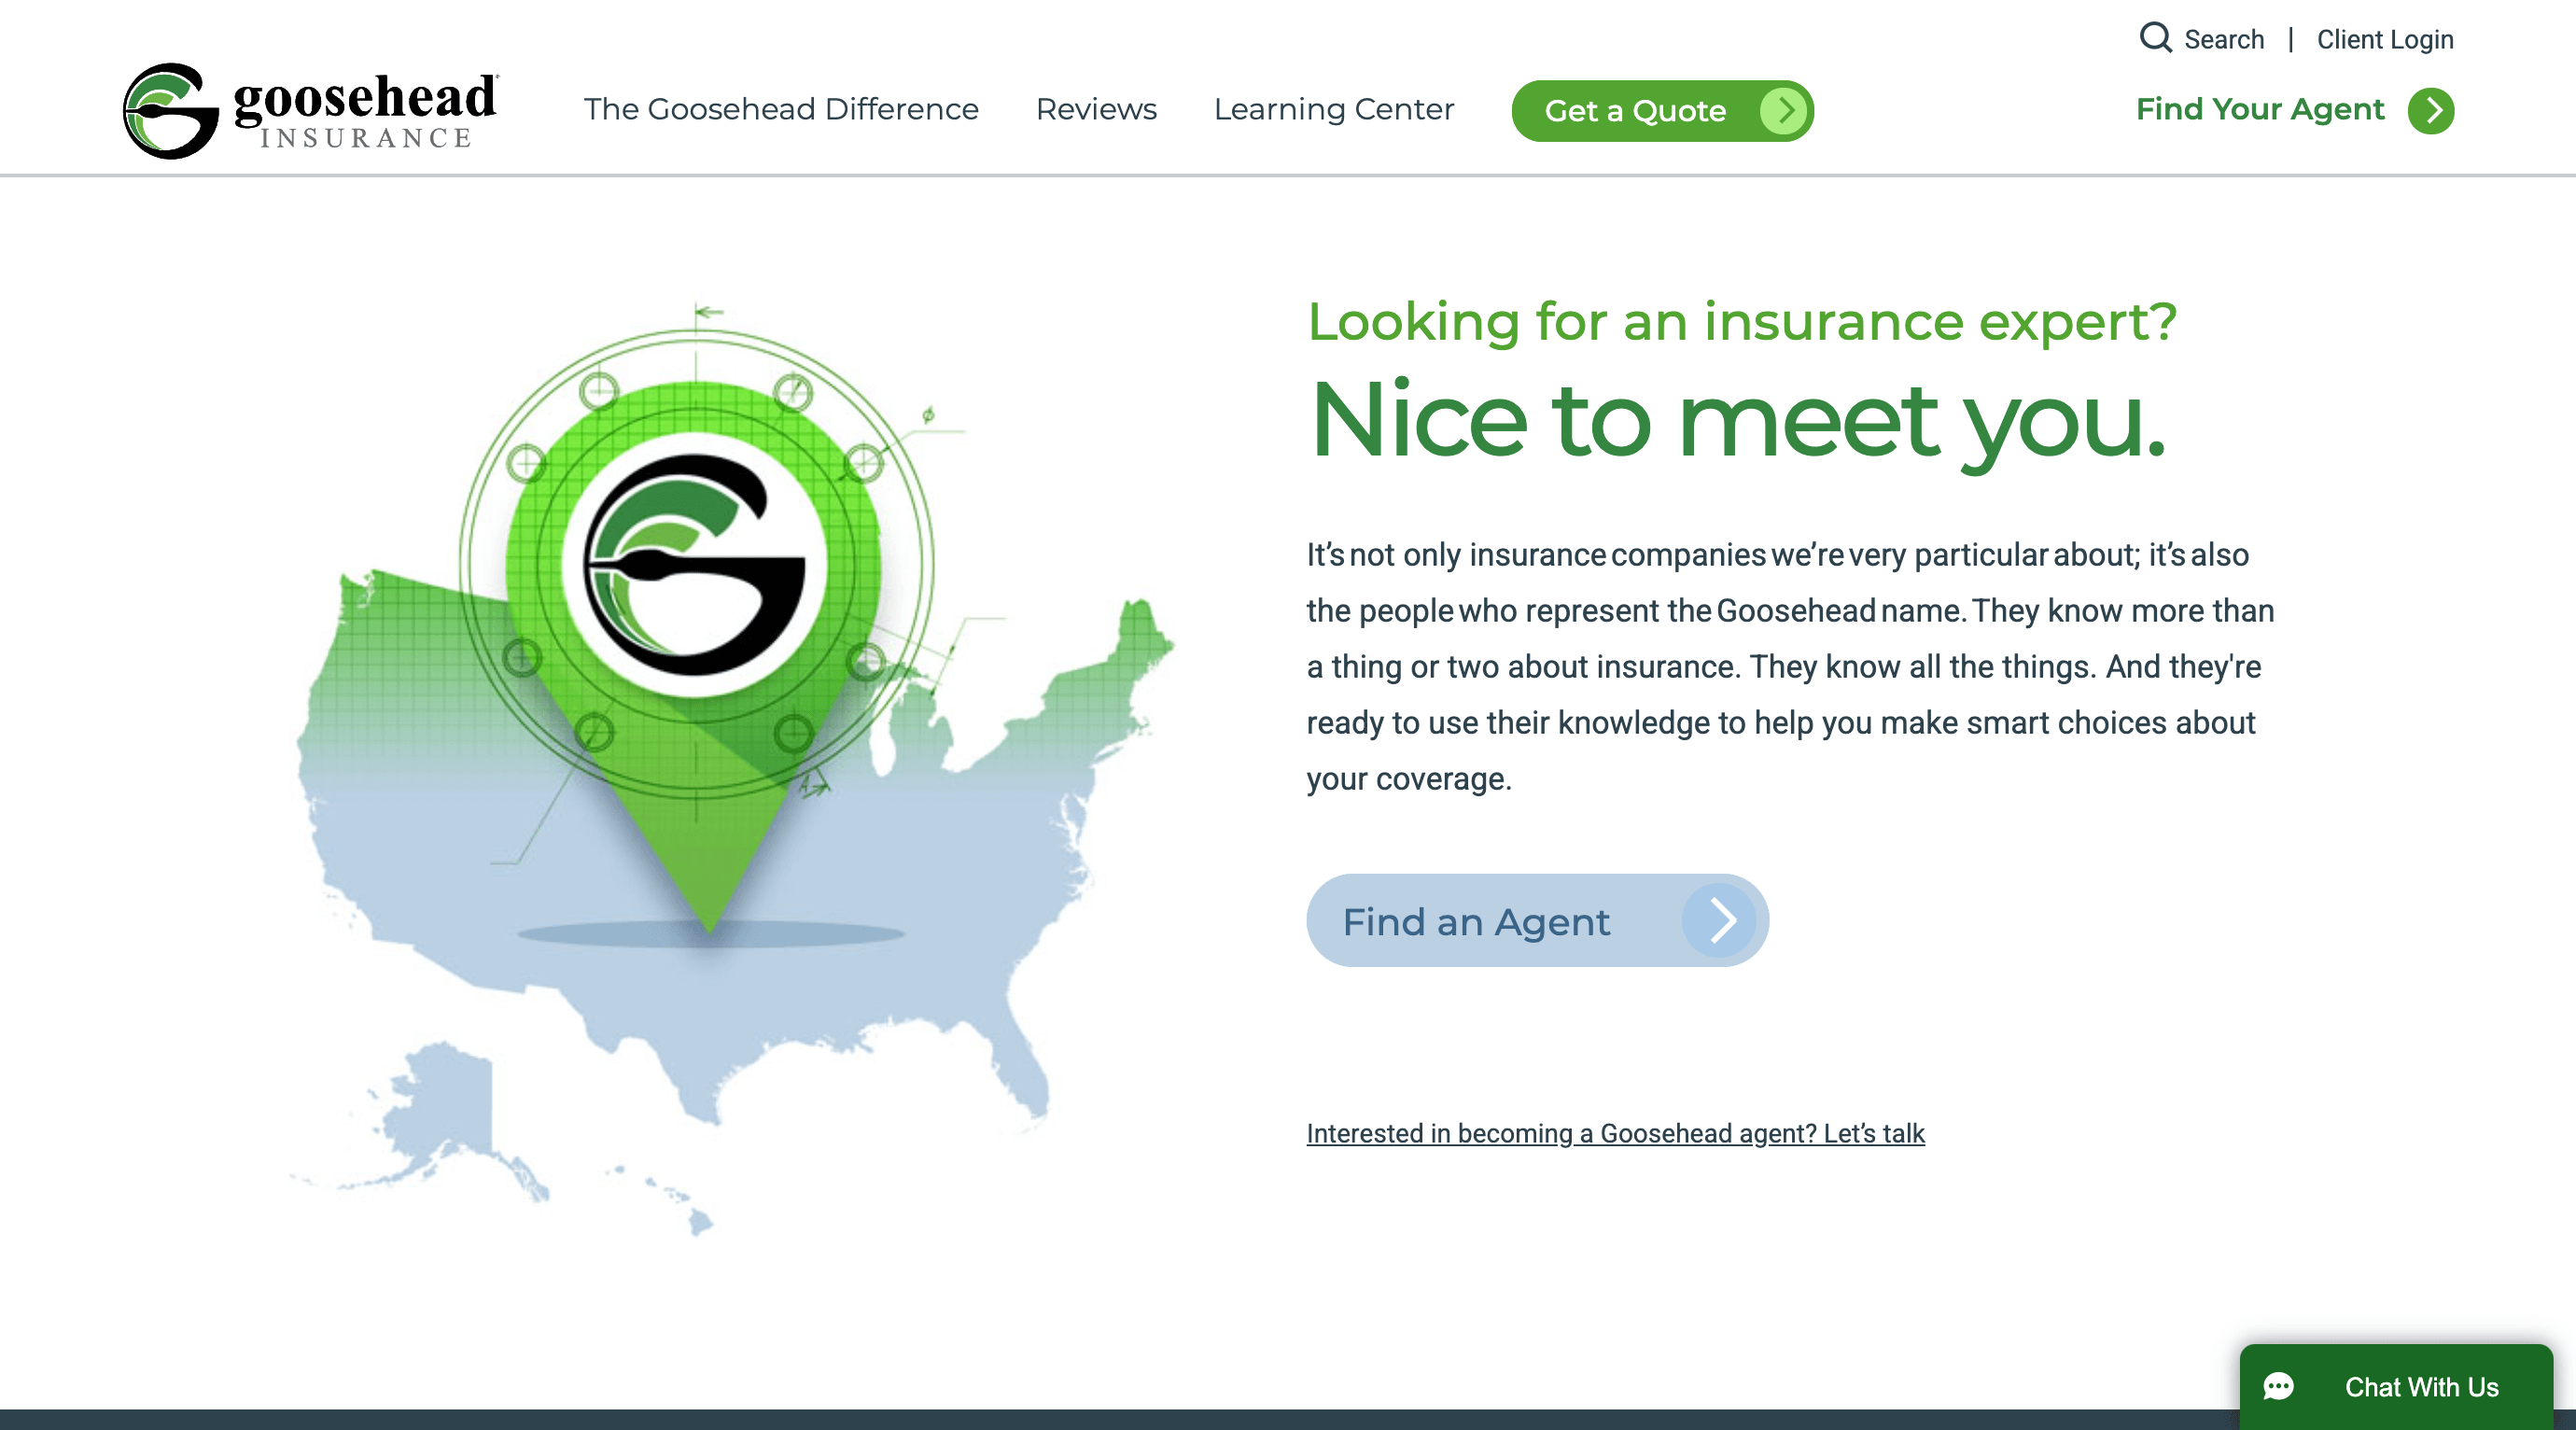 Search | Client Login
goosehead
INSURANCE
The Goosehead Difference
Reviews
Learning Center
Get a Quote
Find Your Agent
Looking for an insurance expert?
Nice to meet you.
It’s not only insurance companies we’re very particular about; it’s also
the people who represent the Goosehead name. They know more than
a thing or two about insurance. They know all the things. And they're
ready to use their knowledge to help you make smart choices about
your coverage.
Find an Agent
Interested in becoming a Goosehead agent? Let’s talk
Chat With Us